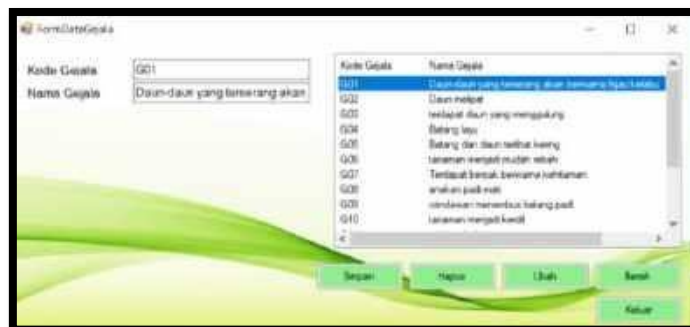 FormDataGejala
Kode Gejala G01
Nama Gejala Daun-daun yang terserang akan
Kode Gejala Nama Gejala
G01 Daun-daun yang terserang akan berwarna hijau kelabu
G02 Daun melipat
G03 terdapat daun yang menggulung
G04 Batang layu
G05 Batang dan daun terlihat kering
G06 tanaman menjadi mudah rebah
G07 Terdapat bercak berwarna kehitaman
G08 anakan padi mati
G09 cendawan menembus batang padi
G10 tanaman menjadi kerdil
Simpan Hapus Ubah Bersih
Keluar